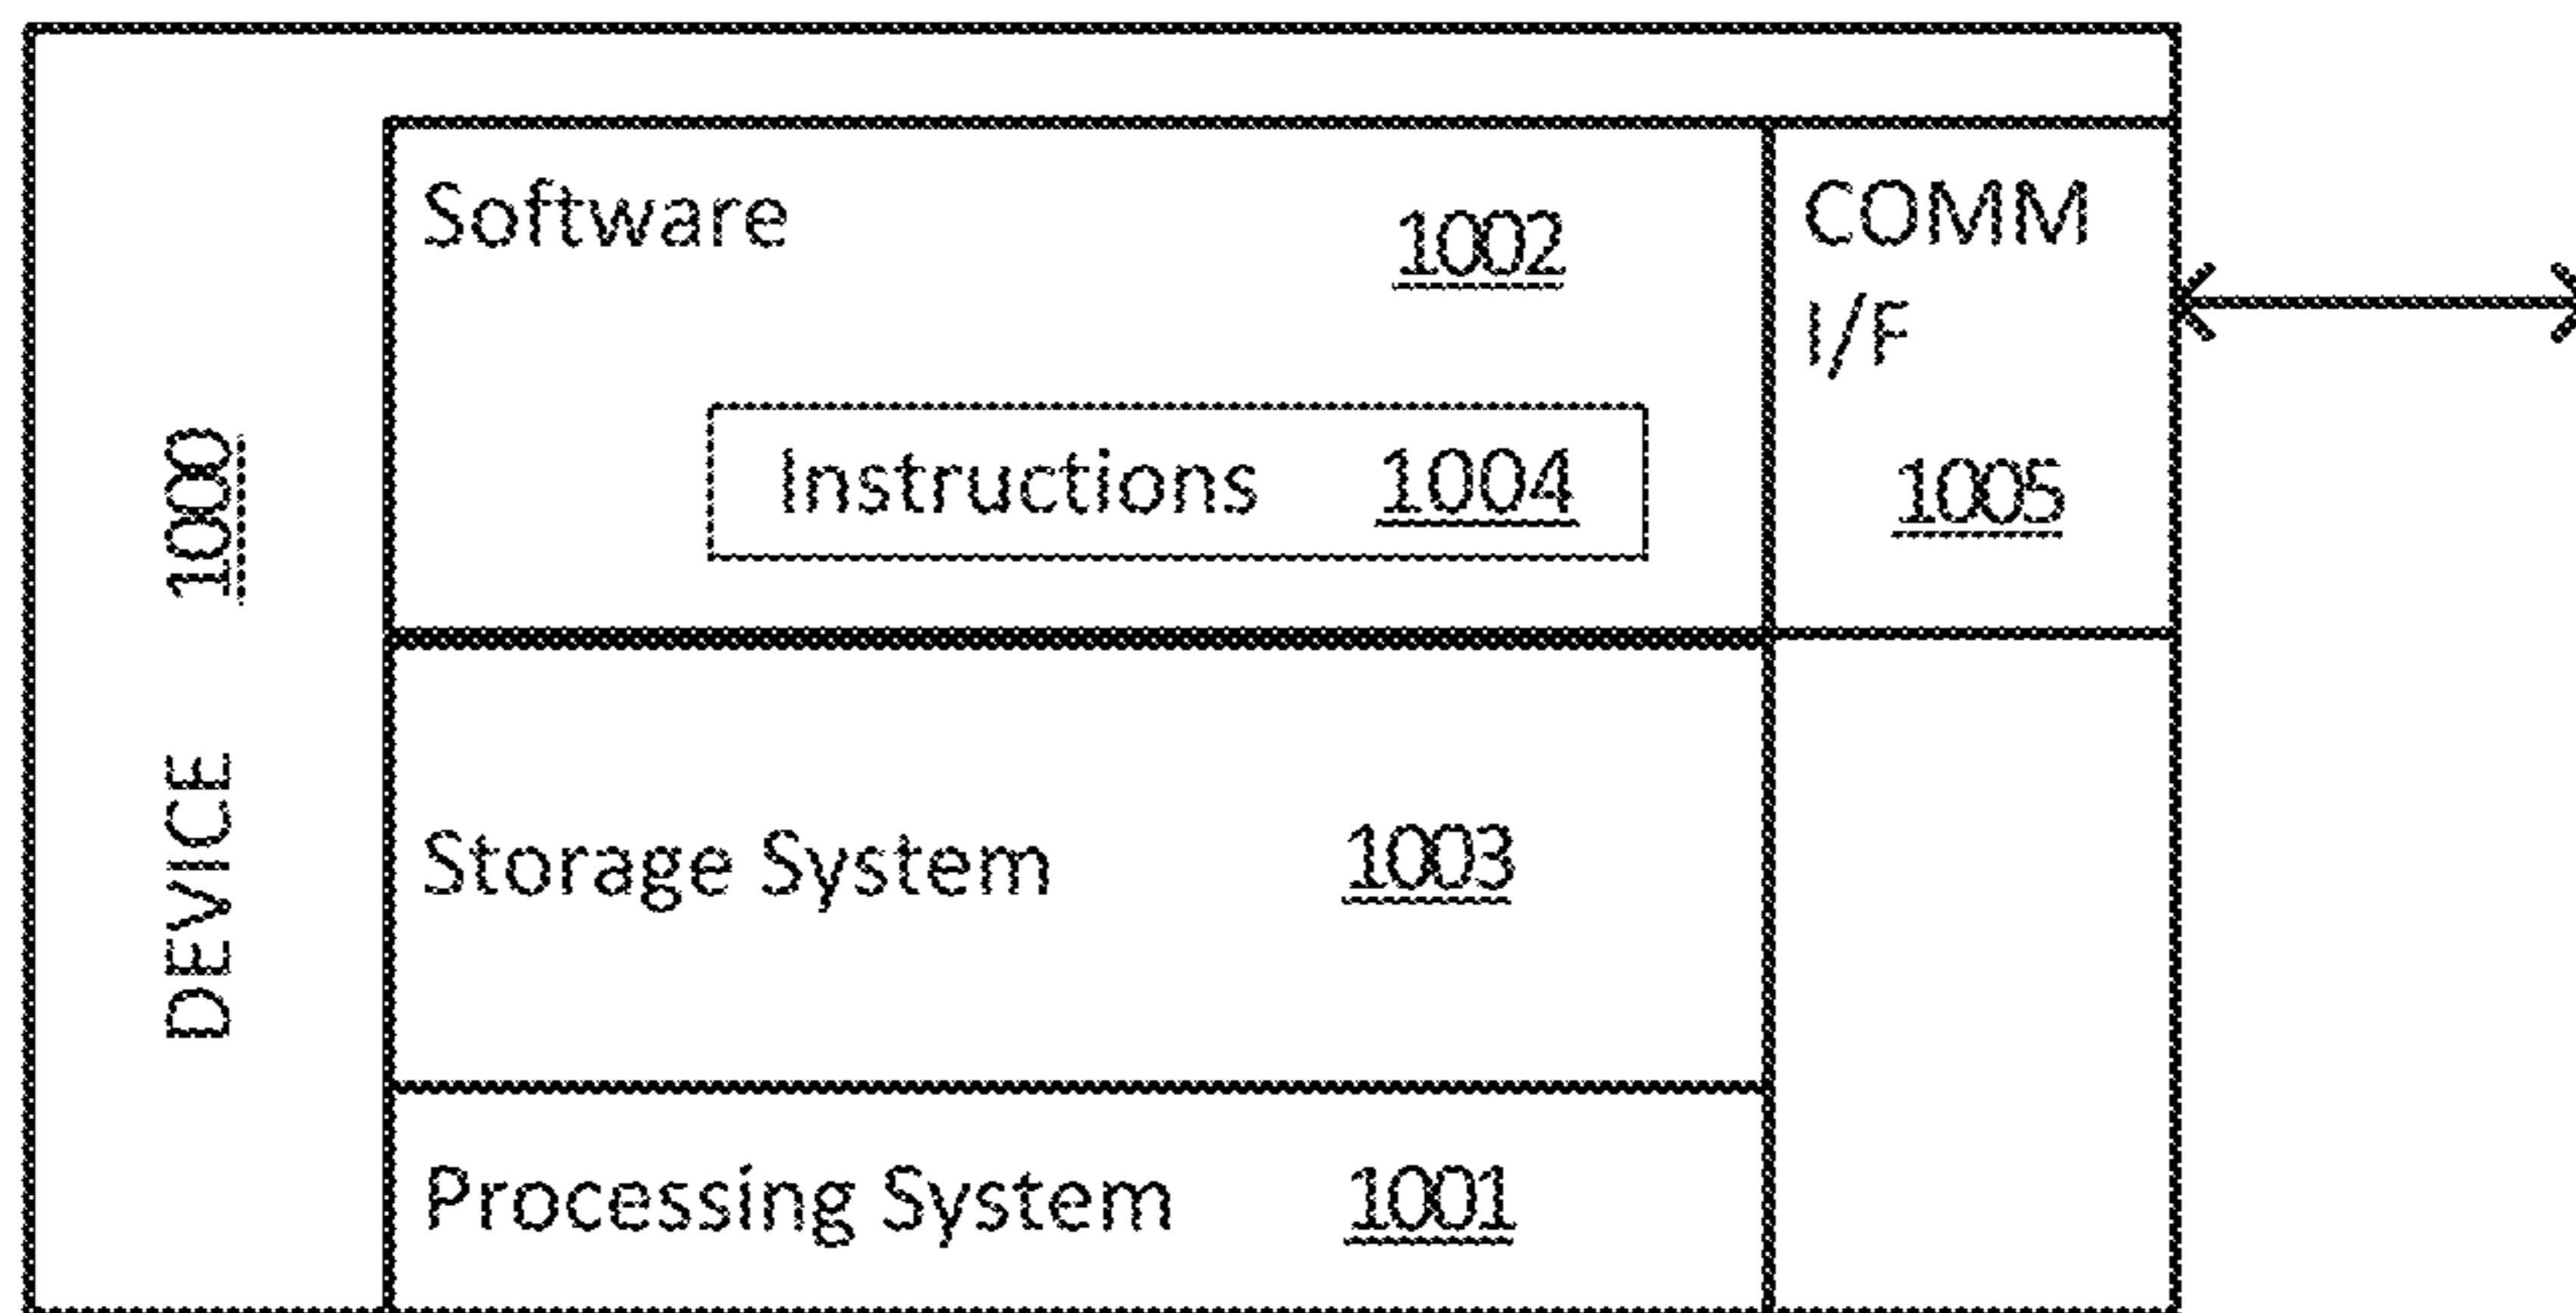 DEVICE 1000
Software 1002
Instructions 1004
COMM
I/F
1005
Storage System 1003
Processing System 1001